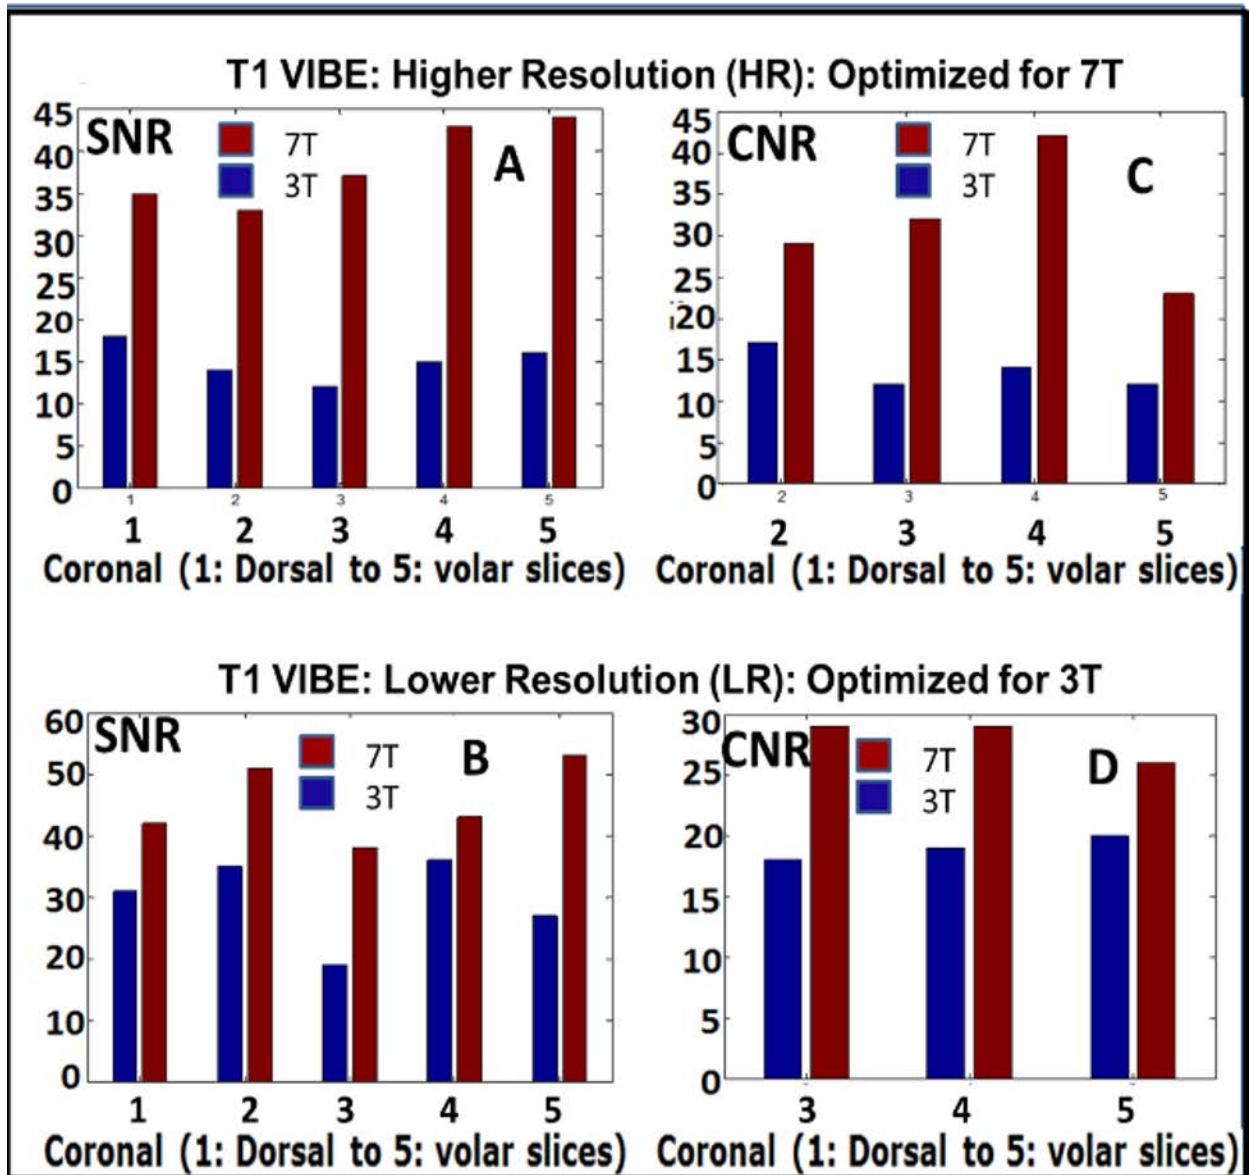 T1 VIBE: Higher Resolution (HR): Optimized for 7T
SNR
7T
3T
A
45
40
35
30
25
20
15
10
5
0
1 2 3 4 5
1 2 3 4 5
Coronal (1: Dorsal to 5: volar slices)
CNR
7T
3T
C
45
40
35
30
25
20
15
10
5
0
2 3 4 5
2 3 4 5
Coronal (1: Dorsal to 5: volar slices)
T1 VIBE: Lower Resolution (LR): Optimized for 3T
SNR
7T
3T
B
60
50
40
30
20
10
0
1 2 3 4 5
Coronal (1: Dorsal to 5: volar slices)
CNR
7T
3T
D
30
25
20
15
10
5
0
3 4 5
Coronal (1: Dorsal to 5: volar slices)